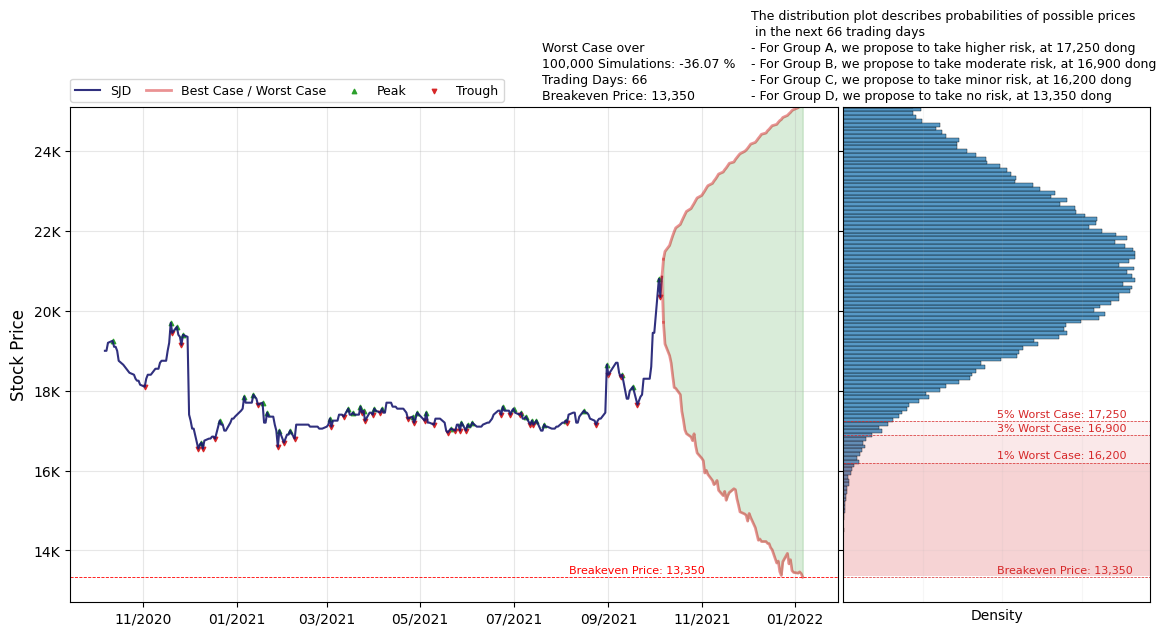 The distribution plot describes probabilities of possible prices
in the next 66 trading days
- For Group A, we propose to take higher risk, at 17,250 dong
- For Group B, we propose to take moderate risk, at 16,900 dong
- For Group C, we propose to take minor risk, at 16,200 dong
- For Group D, we propose to take no risk, at 13,350 dong
Worst Case over
100,000 Simulations: -36.07 %
Trading Days: 66
Breakeven Price: 13,350
SJD
Best Case / Worst Case
Peak
Trough
Stock Price
24K
22K
20K
18K
16K
14K
Breakeven Price: 13,350
11/2020
01/2021
03/2021
05/2021
07/2021
09/2021
11/2021
01/2022
5% Worst Case: 17,250
3% Worst Case: 16,900
1% Worst Case: 16,200
Breakeven Price: 13,350
Density